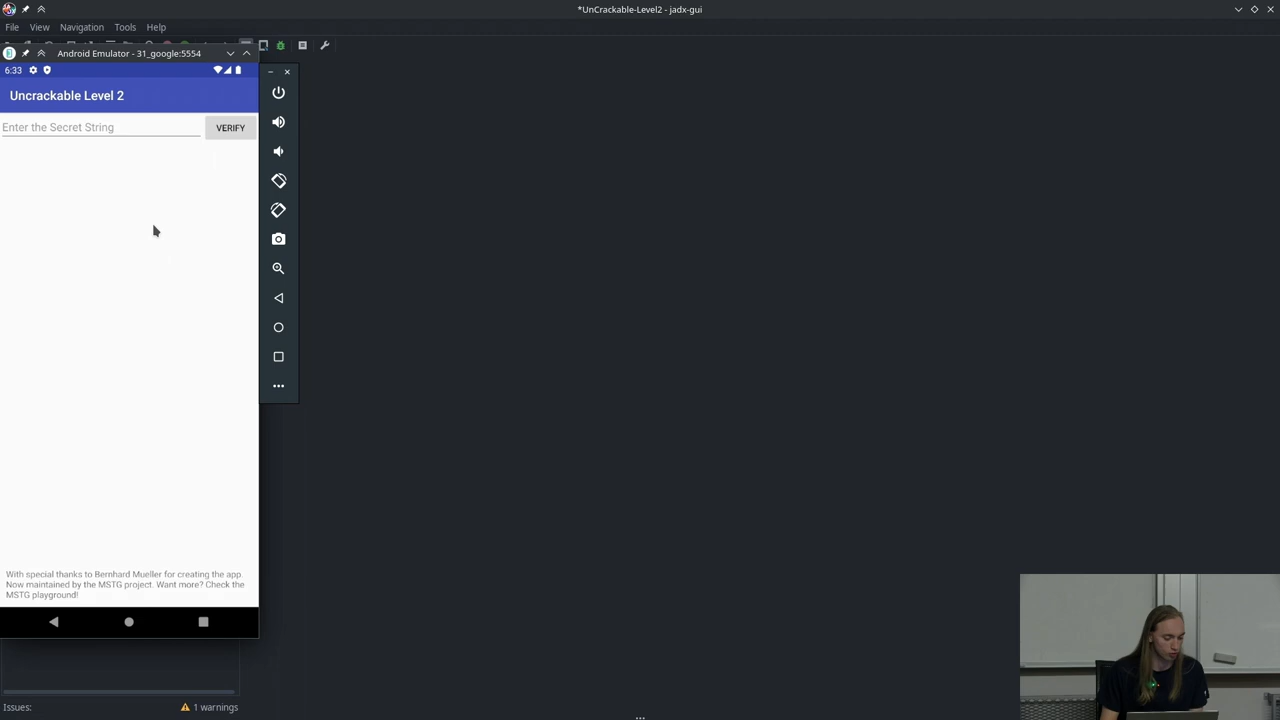 *UnCrackable-Level2 - jadx-gui
File View Navigation Tools Help
Android Emulator - 31_google:5554
6:33
Uncrackable Level 2
Enter the Secret String
VERIFY
With special thanks to Bernhard Mueller for creating the app.
Now maintained by the MSTG project. Want more? Check the
MSTG playground!
Issues:
1 warnings